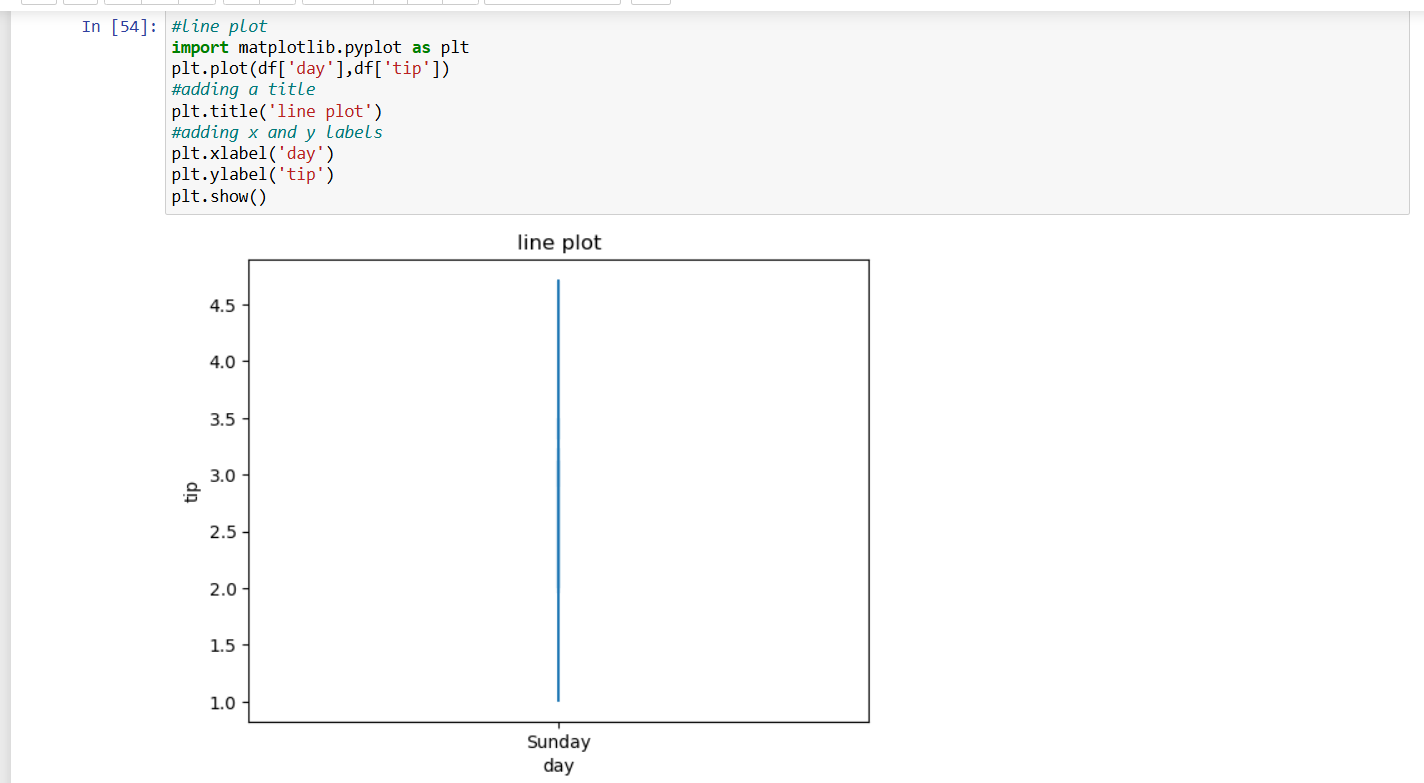 In [54]: #line plot
import matplotlib.pyplot as plt
plt.plot(df['day'],df['tip'])
#adding a title
plt.title('line plot')
#adding x and y labels
plt.xlabel('day')
plt.ylabel('tip')
plt.show()
line plot
4.5
4.0
3.5
3.0
tip
2.5
2.0
1.5
1.0
Sunday
day